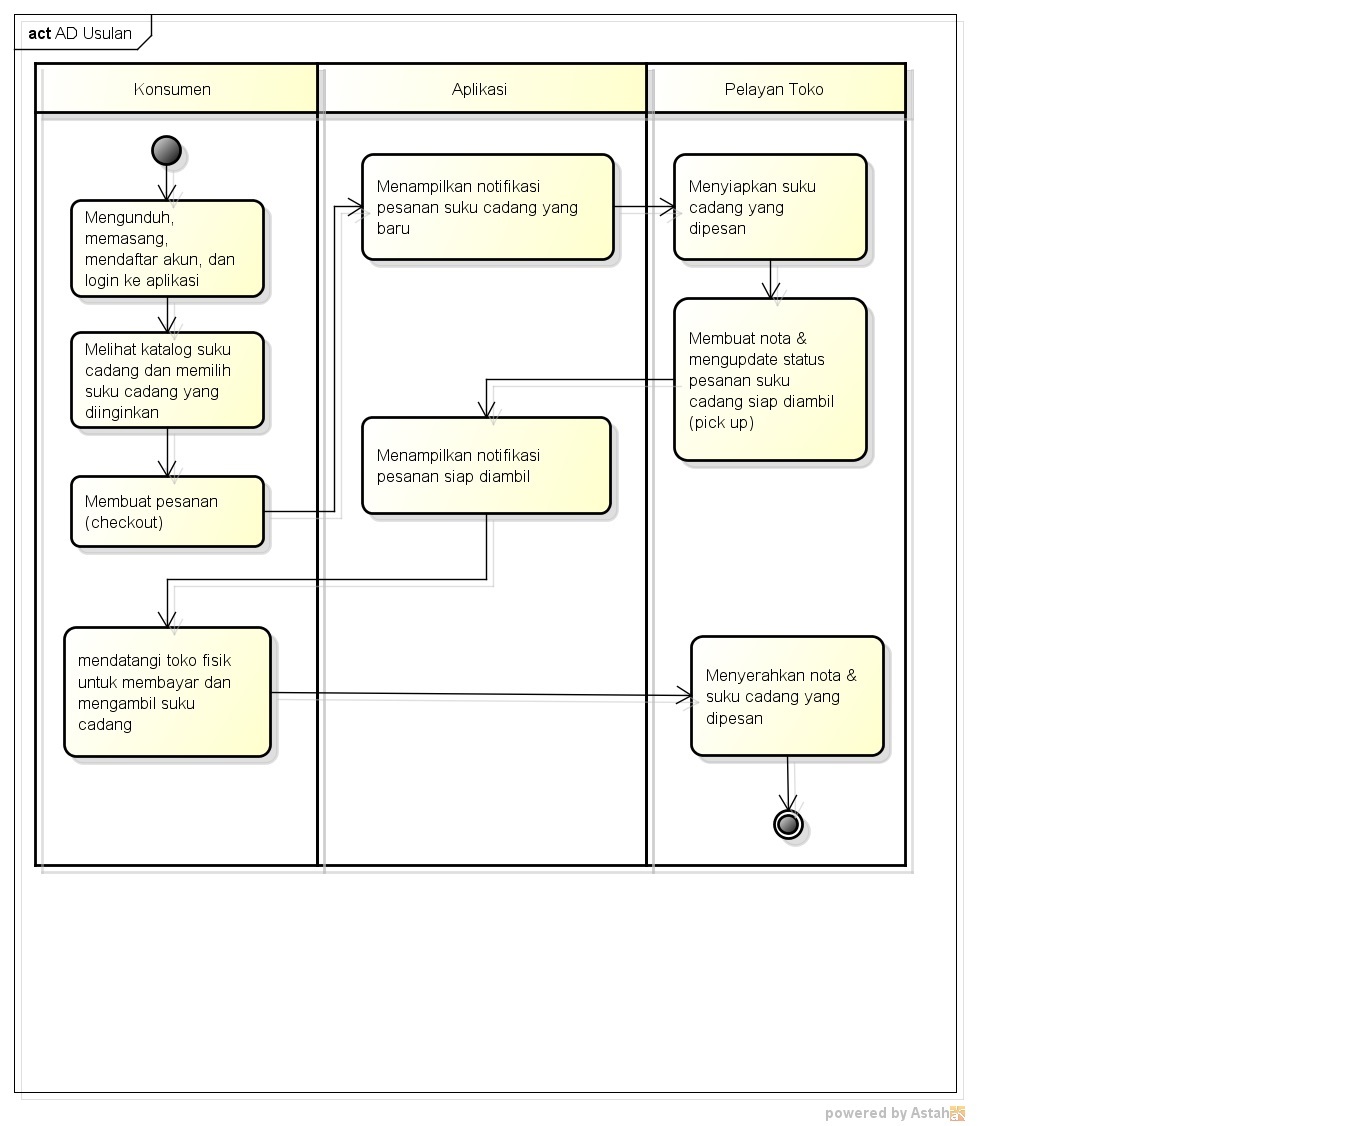 act AD Usulan
Konsumen
Aplikasi
Pelayan Toko
Mengunduh,
memasang,
mendaftar akun, dan
login ke aplikasi
Melihat katalog suku
cadang dan memilih
suku cadang yang
diinginkan
Membuat pesanan
(checkout)
Menampilkan notifikasi
pesanan suku cadang yang
baru
Menyiapkan suku
cadang yang
dipesan
Membuat nota &
mengupdate status
pesanan suku
cadang siap diambil
(pick up)
Menampilkan notifikasi
pesanan siap diambil
mendatangi toko fisik
untuk membayar dan
mengambil suku
cadang
Menyerahkan nota &
suku cadang yang
dipesan
powered by Astah